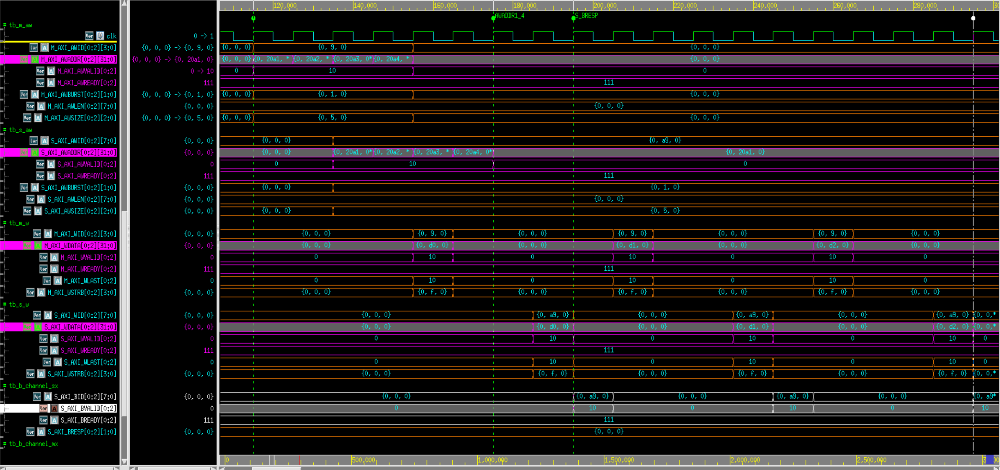 120,000 140,000 160,000 180,000 200,000 220,000 240,000 260,000 280,000 30
AWADDR1_4 S_BRESP
tb_m_aw
clk 0 -> 1
M_AXI_AWID[0:2][3:0] {0, 0, 0} -> {0, 9, 0} {0, 0, 0} {0, 9, 0} {0, 0, 0}
M_AXI_AWADDR[0:2][31:0] {0, 0, 0} -> {0, 20a1, 0} {0, 0, 0} {0, 20a1, * {0, 20a2, * {0, 20a3, 0* {0, 20a4, * {0, 0, 0}
Ver M_AXI_AWVALID[0:2] 0 -> 10 0 10 0
Ver M_AXI_AWREADY[0:2] 111 111
Ver M_AXI_AWBURST[0:2][1:0] {0, 0, 0} -> {0, 1, 0} {0, 0, 0} {0, 1, 0} {0, 0, 0}
Ver M_AXI_AWLEN[0:2][7:0] {0, 0, 0} {0, 0, 0}
Ver M_AXI_AWSIZE[0:2][2:0] {0, 0, 0} -> {0, 5, 0} {0, 0, 0} {0, 5, 0} {0, 0, 0}
tb_s_aw
Ver S_AXI_AWID[0:2][7:0] {0, 0, 0} {0, 0, 0} {0, a9, 0}
S_AXI_AWADDR[0:2][31:0] {0, 0, 0} {0, 0, 0} {0, 20a1, 0* {0, 20a2, * {0, 20a3, * {0, 20a4, 0* {0, 20a1, 0}
Ver S_AXI_AWVALID[0:2] 0 0 10 0
Ver S_AXI_AWREADY[0:2] 111 111
Ver S_AXI_AWBURST[0:2][1:0] {0, 0, 0} {0, 0, 0} {0, 1, 0}
Ver S_AXI_AWLEN[0:2][7:0] {0, 0, 0} {0, 0, 0}
Ver S_AXI_AWSIZE[0:2][2:0] {0, 0, 0} {0, 0, 0} {0, 5, 0}
tb_m_w
Ver M_AXI_WID[0:2][3:0] {0, 0, 0} {0, 0, 0} {0, 9, 0} {0, 0, 0} {0, 9, 0} {0, 0, 0} {0, 9, 0} {0, 0, 0}
M_AXI_WDATA[0:2][31:0] {0, 0, 0} {0, 0, 0} {0, d0, 0} {0, 0, 0} {0, d1, 0} {0, 0, 0} {0, d2, 0} {0, 0, 0}
Ver M_AXI_WVALID[0:2] 0 0 10 0 10 0 10 0
Ver M_AXI_WREADY[0:2] 111 111
Ver M_AXI_WLAST[0:2] 0 0 10 0 10 0 10 0
Ver M_AXI_WSTRB[0:2][3:0] {0, 0, 0} {0, 0, 0} {0, f, 0} {0, 0, 0} {0, f, 0} {0, 0, 0} {0, f, 0} {0, 0, 0}
tb_s_w
Ver S_AXI_WID[0:2][7:0] {0, 0, 0} {0, 0, 0} {0, a9, 0} {0, 0, 0} {0, a9, 0} {0, 0, 0} {0, a9, 0} {0, 0,*
S_AXI_WDATA[0:2][31:0] {0, 0, 0} {0, 0, 0} {0, d0, 0} {0, 0, 0} {0, d1, 0} {0, 0, 0} {0, d2, 0} {0, 0,*
Ver S_AXI_WVALID[0:2] 0 0 10 0 10 0 10 0
Ver S_AXI_WREADY[0:2] 111 111
Ver S_AXI_WLAST[0:2] 0 0 10 0 10 0 10 0
Ver S_AXI_WSTRB[0:2][3:0] {0, 0, 0} {0, 0, 0} {0, f, 0} {0, 0, 0} {0, f, 0} {0, 0, 0} {0, f, 0} {0, 0,*
tb_b_channel_sx
Ver S_AXI_BID[0:2][7:0] {0, 0, 0} {0, 0, 0} {0, a9, 0} {0, 0, 0} {0, a9, 0} {0, 0, 0} {0, a9*
Ver S_AXI_BVALID[0:2] 0 0 10 0 10 0 10
Ver S_AXI_BREADY[0:2] 111 111
Ver S_AXI_BRESP[0:2][1:0] {0, 0, 0} {0, 0, 0}
tb_b_channel_mx
0 500,000 1,000,000 1,500,000 2,000,000 2,500,000